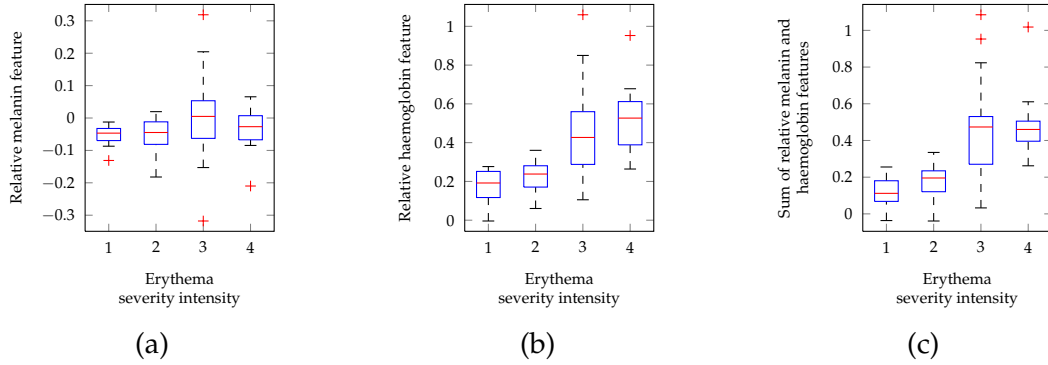 Relative melanin feature
0.3
0.2
0.1
0
−0.1
−0.2
−0.3
1 2 3 4
Erythema
severity intensity
(a)
Relative haemoglobin feature
1
0.8
0.6
0.4
0.2
0
1 2 3 4
Erythema
severity intensity
(b)
Sum of relative melanin and
haemoglobin features
1
0.8
0.6
0.4
0.2
0
1 2 3 4
Erythema
severity intensity
(c)